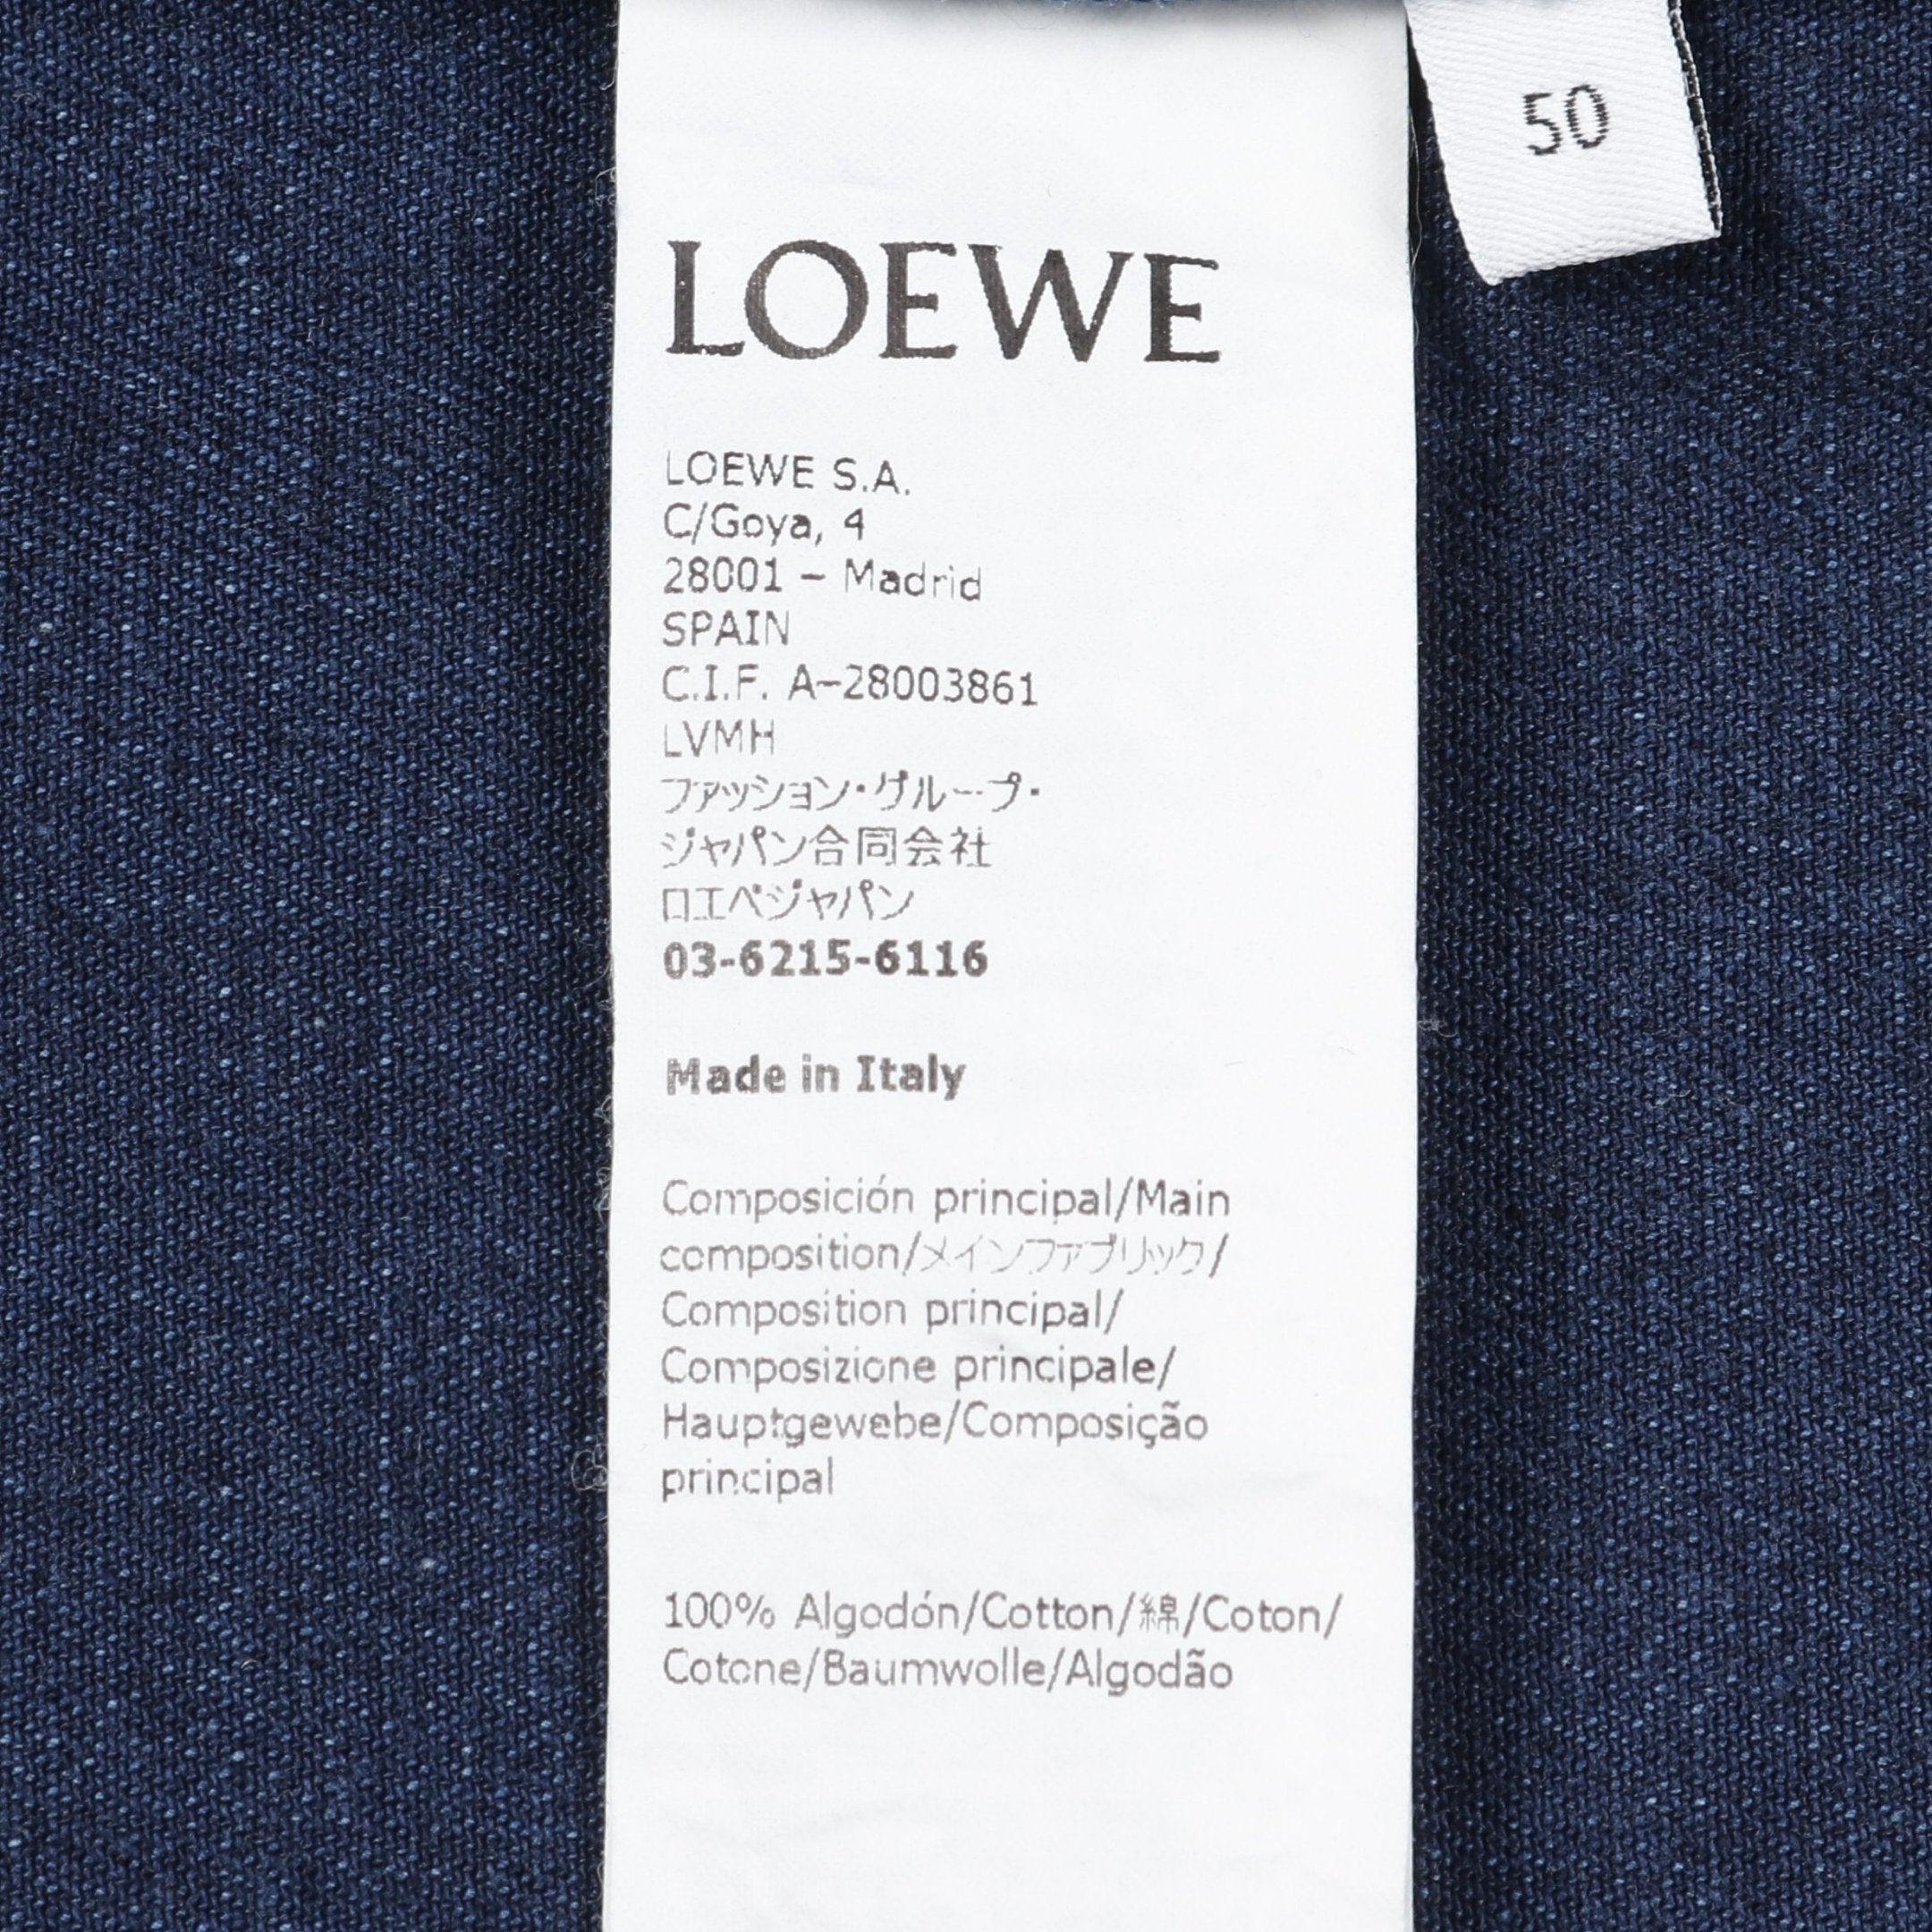 50
LOEWE
LOEWE S.A.
C/Goya, 4
28001 – Madrid
SPAIN
C.I.F. A–28003861
LVMH
ファッション・グループ・
ジャパン合同会社
ロエベジャパン
03-6215-6116
Made in Italy
Composición principal/Main
composition/メインファブリック/
Composition principal/
Composizione principale/
Hauptgewebe/Composição
principal
100% Algodón/Cotton/綿/Coton/
Cotone/Baumwolle/Algodão